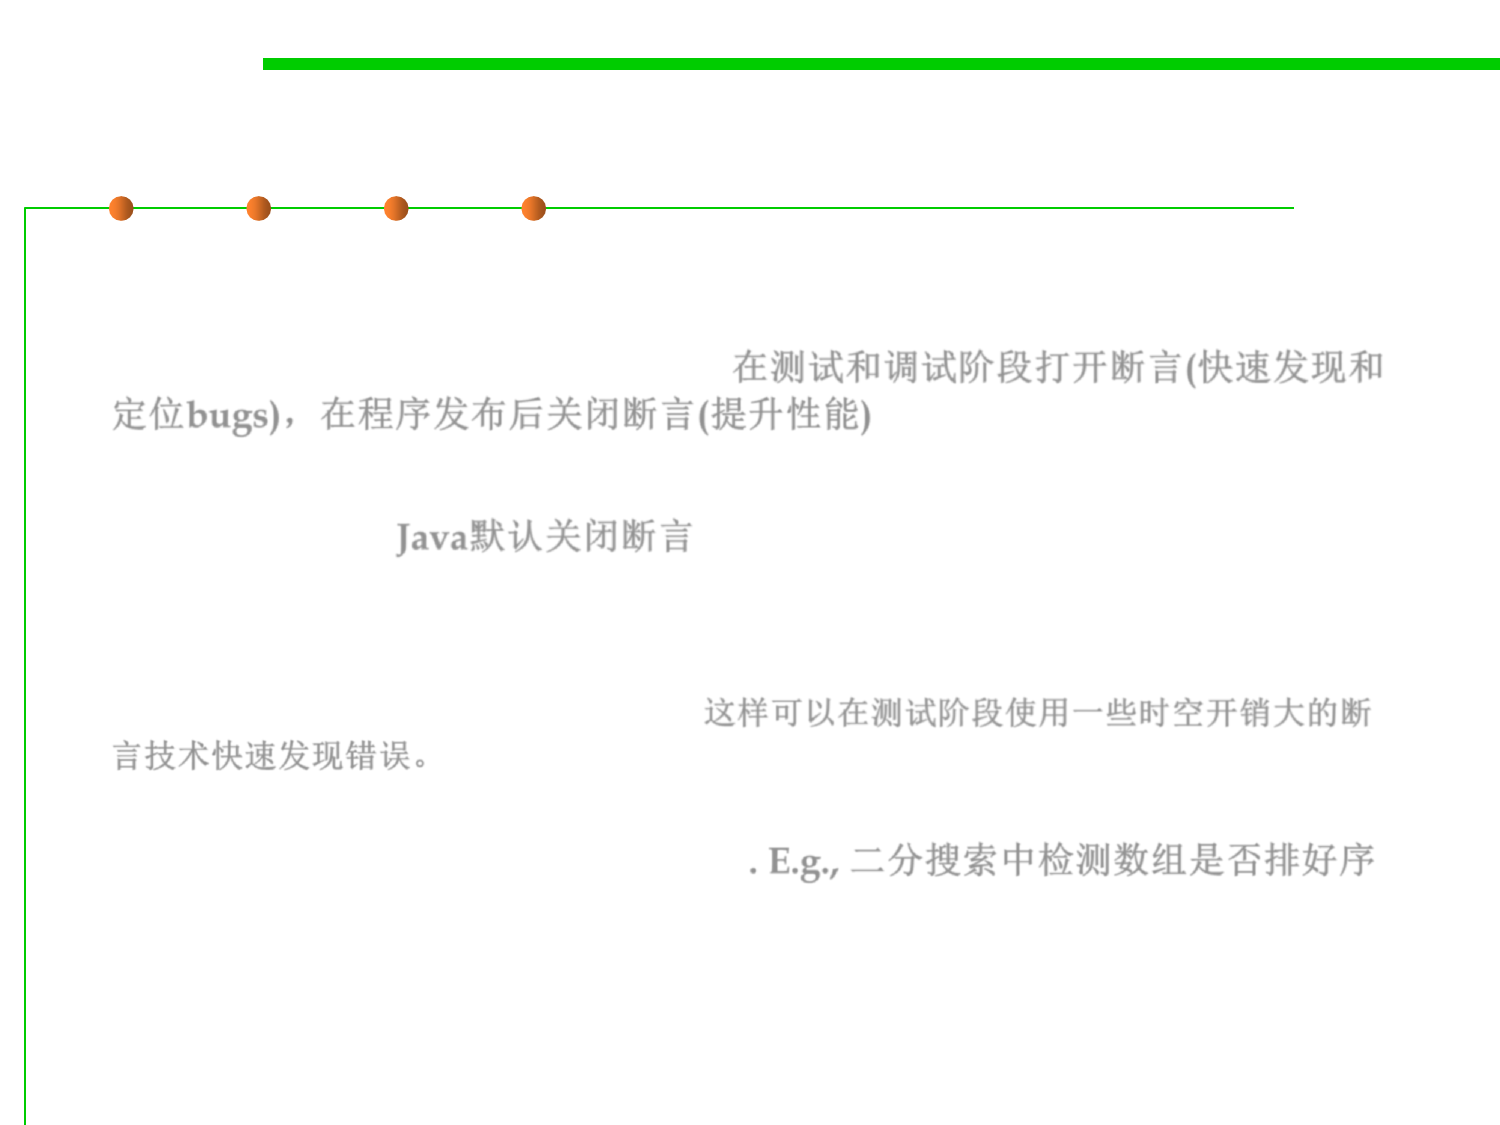 在测试和调试阶段打开断言(快速发现和
定位bugs)，在程序发布后关闭断言(提升性能)
Java默认关闭断言
这样可以在测试阶段使用一些时空开销大的断
言技术快速发现错误。
. E.g., 二分搜索中检测数组是否排好序